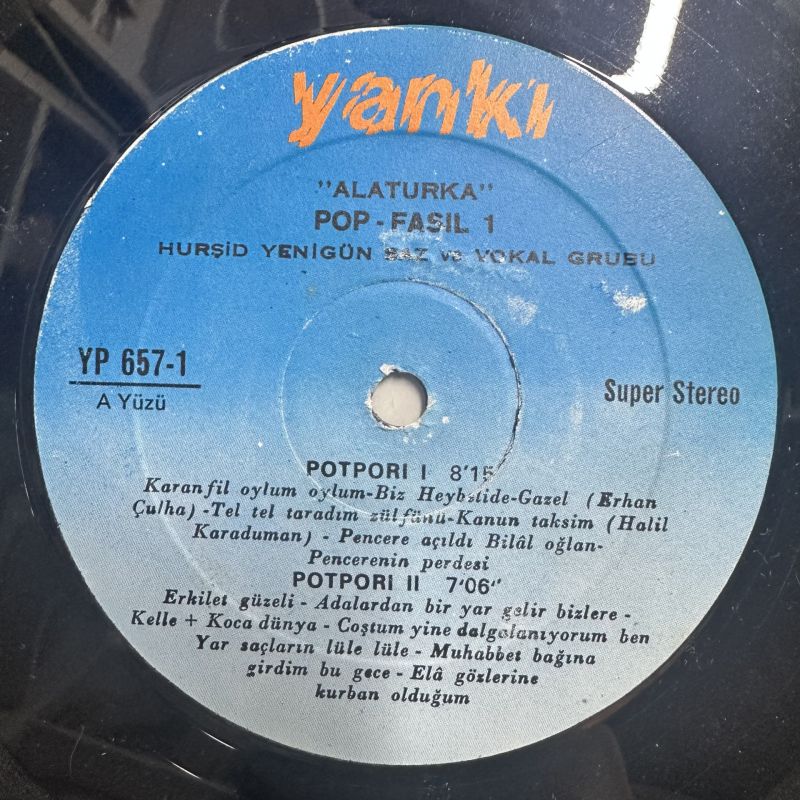 yankı
"ALATURKA"
POP - FASIL 1
HURŞİD YENİGÜN SAZ ve VOKAL GRUBU
YP 657-1
A Yüzü
Super Stereo
POTPORI I 8'15
Karanfil oylum oylum-Biz Heybelide-Gazel (Erhan
Çulha) -Tel tel taradım zülfünü-Kanun taksim (Halil
Karaduman) - Pencere açıldı Bilâl oğlan-
Pencerenin perdesi
POTPORI II 7'06"
Erkilet güzeli - Adalardan bir yar gelir bizlere -
Kelle + Koca dünya - Coştum yine dalgalanıyorum ben
Yar saçların lüle lüle - Muhabbet bağına
girdim bu gece - Elâ gözlerine
kurban olduğum